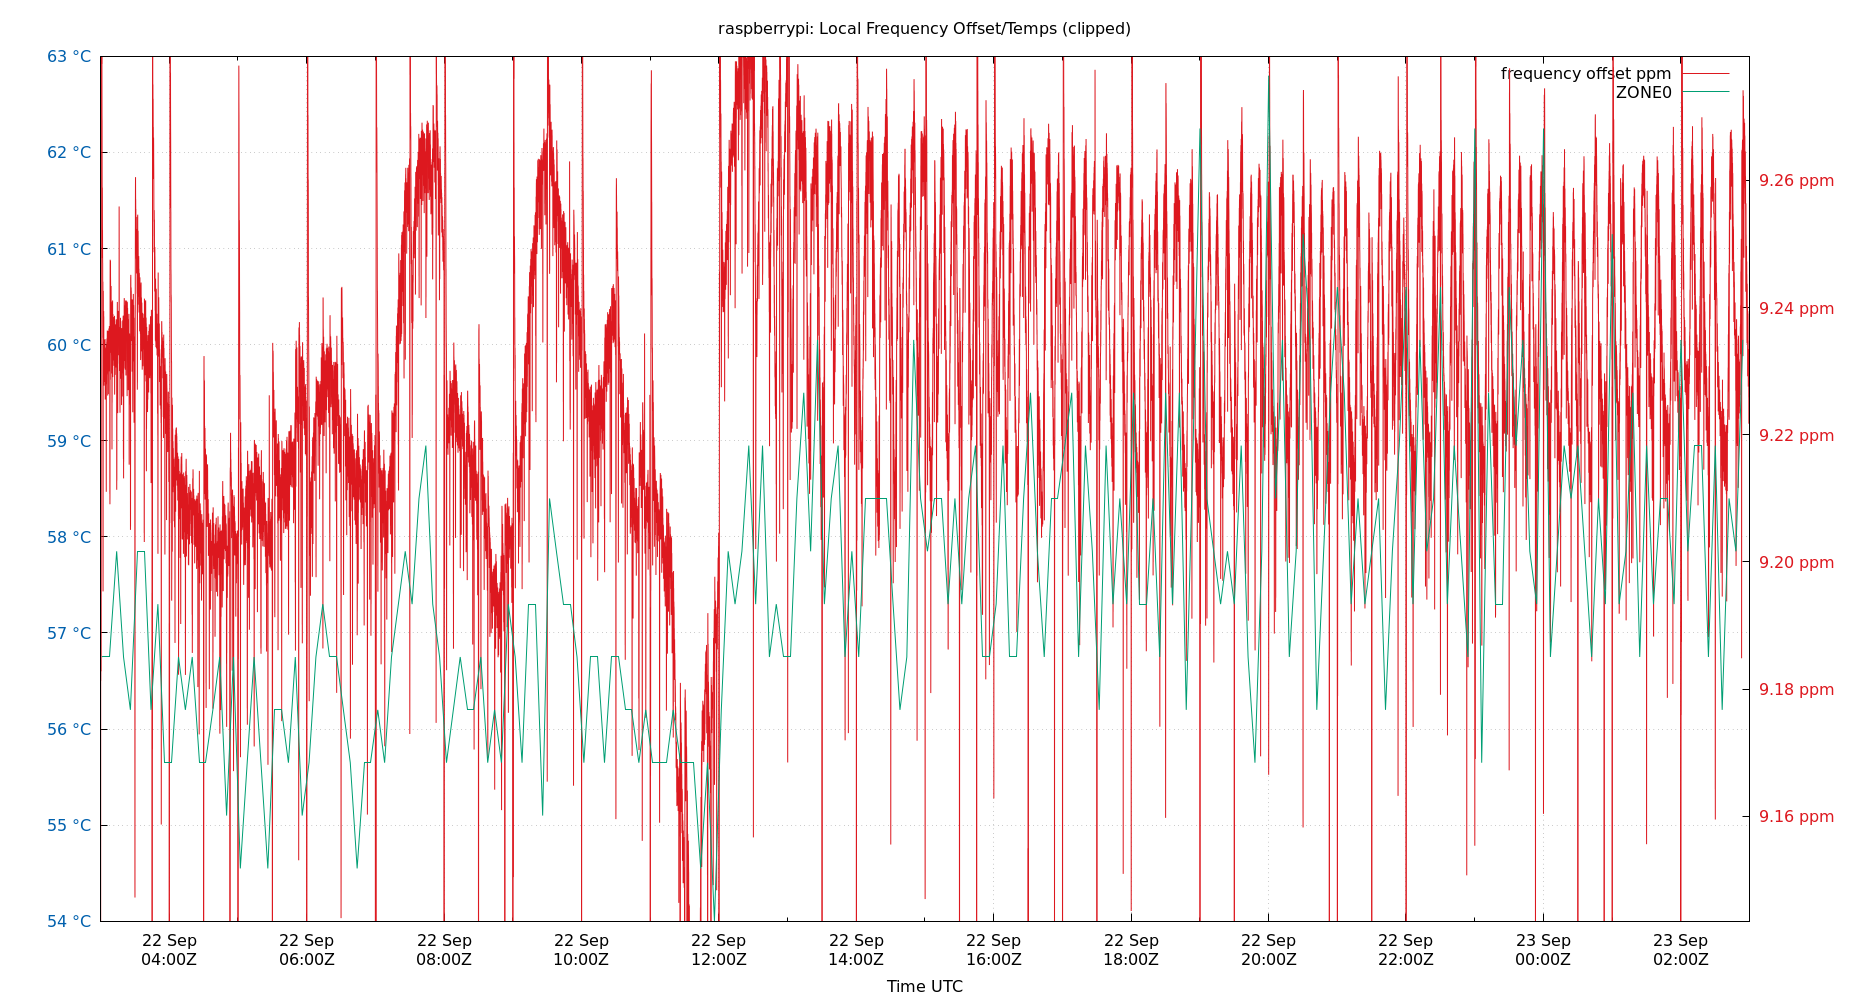 raspberrypi: Local Frequency Offset/Temps (clipped)
63 °C
62 °C
61 °C
60 °C
59 °C
58 °C
57 °C
56 °C
55 °C
54 °C
frequency offset ppm
ZONE0
9.26 ppm
9.24 ppm
9.22 ppm
9.20 ppm
9.18 ppm
9.16 ppm
22 Sep 22 Sep 22 Sep 22 Sep 22 Sep 22 Sep 22 Sep 22 Sep 22 Sep 22 Sep 23 Sep 23 Sep
04:00Z 06:00Z 08:00Z 10:00Z 12:00Z 14:00Z 16:00Z 18:00Z 20:00Z 22:00Z 00:00Z 02:00Z
Time UTC